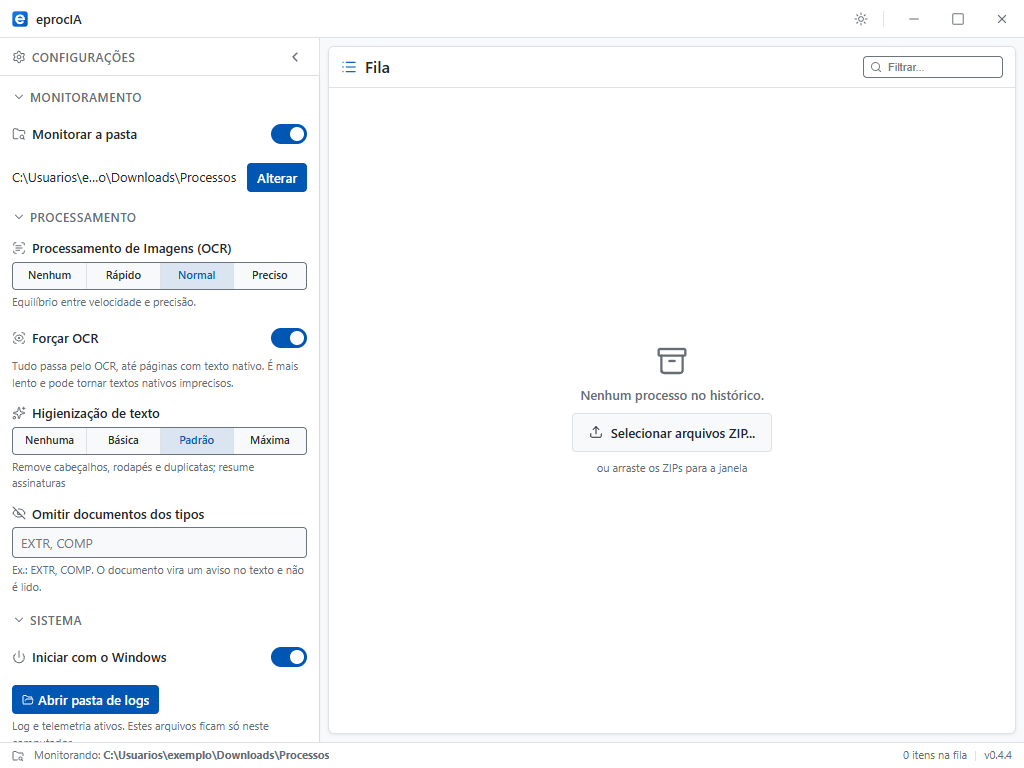 eprocIA
CONFIGURAÇÕES
MONITORAMENTO
Monitorar a pasta
C:\Usuarios\e...o\Downloads\Processos
Alterar
PROCESSAMENTO
Processamento de Imagens (OCR)
Nenhum Rápido Normal Preciso
Equilíbrio entre velocidade e precisão.
Forçar OCR
Tudo passa pelo OCR, até páginas com texto nativo. É mais
lento e pode tornar textos nativos imprecisos.
Higienização de texto
Nenhuma Básica Padrão Máxima
Remove cabeçalhos, rodapés e duplicatas; resume
assinaturas
Omitir documentos dos tipos
EXTR, COMP
Ex.: EXTR, COMP. O documento vira um aviso no texto e não
é lido.
SISTEMA
Iniciar com o Windows
Abrir pasta de logs
Log e telemetria ativos. Estes arquivos ficam só neste
Fila
Filtrar...
Nenhum processo no histórico.
Selecionar arquivos ZIP...
ou arraste os ZIPs para a janela
Monitorando: C:\Usuarios\exemplo\Downloads\Processos
0 itens na fila
v0.4.4